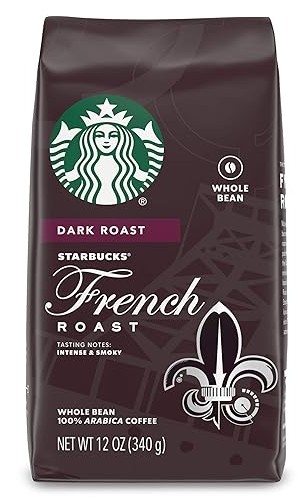 WHOLE
BEAN
DARK ROAST
STARBUCKS®
French
ROAST
TASTING NOTES:
INTENSE & SMOKY
WHOLE BEAN
100% ARABICA COFFEE
NET WT 12 OZ (340g)